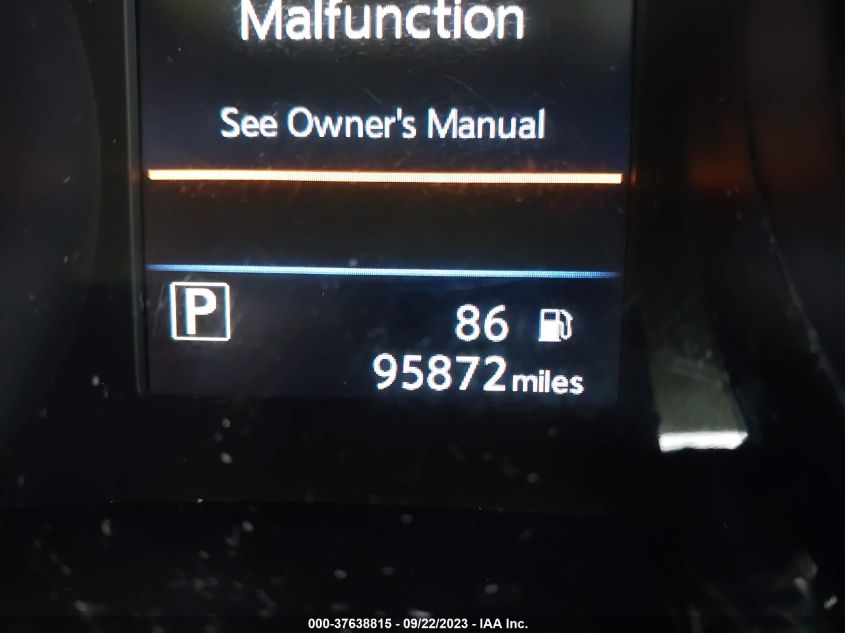 Malfunction
See Owner's Manual
P
86
95872 miles
000-37638815 - 09/22/2023 - IAA Inc.